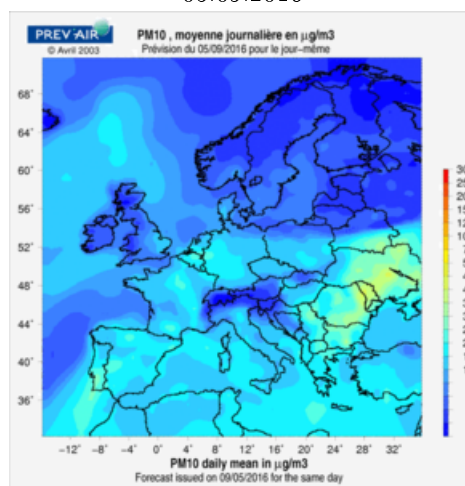 PREV'AIR
© Avril 2003
PM10 , moyenne journalière en µg/m3
Prévision du 05/09/2016 pour le jour-même
68°
64°
60°
56°
52°
48°
44°
40°
36°
-12° -8° -4° 0° 4° 8° 12° 16° 20° 24° 28° 32°
PM10 daily mean in µg/m3
Forecast issued on 09/05/2016 for the same day